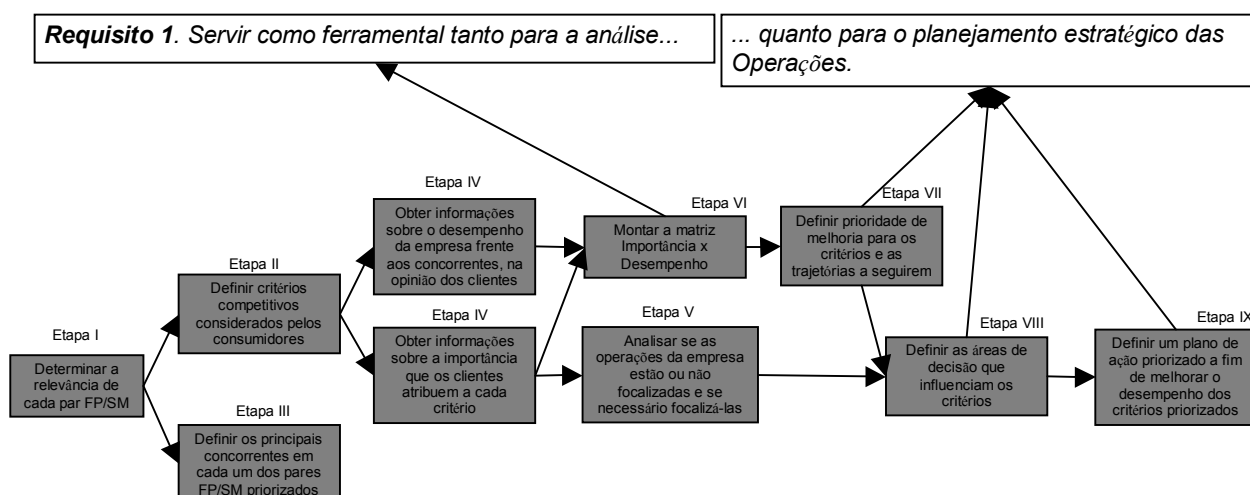 Requisito 1. Servir como ferramental tanto para a análise...
... quanto para o planejamento estratégico das
Operações.
Etapa I
Determinar a
relevância de
cada par FP/SM
Etapa II
Definir critérios
competitivos
considerados pelos
consumidores
Etapa III
Definir os principais
concorrentes em
cada um dos pares
FP/SM priorizados
Etapa IV
Obter informações
sobre o desempenho
da empresa frente
aos concorrentes, na
opinião dos clientes
Etapa IV
Obter informações
sobre a importância
que os clientes
atribuem a cada
critério
Etapa V
Analisar se as
operações da empresa
estão ou não
focalizadas e se
necessário focalizá-las
Etapa VI
Montar a matriz
Importância x
Desempenho
Etapa VII
Definir prioridade de
melhoria para os
critérios e as
trajetórias a seguirem
Etapa VIII
Definir as áreas de
decisão que
influenciam os
critérios
Etapa IX
Definir um plano de
ação priorizado a fim
de melhorar o
desempenho dos
critérios priorizados